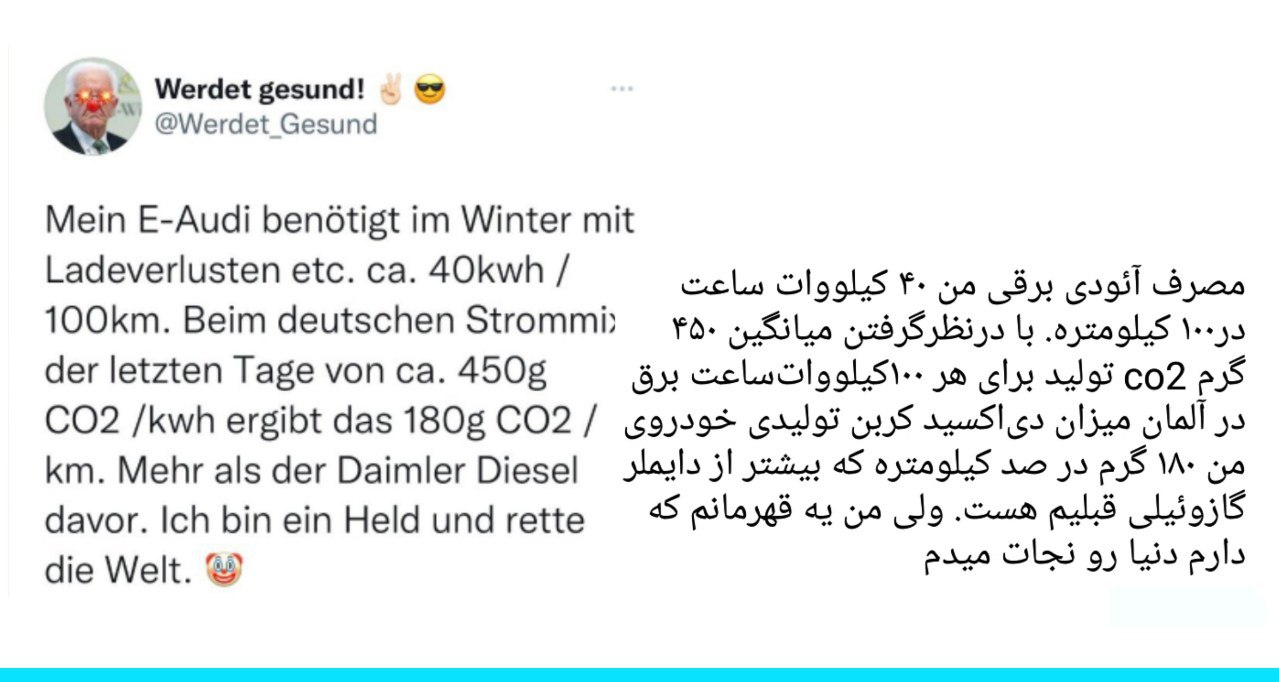 Werdet gesund! ✌🏻 😎
@Werdet_Gesund
Mein E-Audi benötigt im Winter mit
Ladeverlusten etc. ca. 40kwh /
100km. Beim deutschen Strommix
der letzten Tage von ca. 450g
CO2 /kwh ergibt das 180g CO2 /
km. Mehr als der Daimler Diesel
davor. Ich bin ein Held und rette
die Welt. 🤡
مصرف آئودی برقی من ۴۰ کیلووات ساعت
در۱۰۰ کیلومتره. با درنظرگرفتن میانگین ۴۵۰
گرم co2 تولید برای هر ۱۰۰کیلووات‌ساعت برق
در آلمان میزان دی‌اکسید کربن تولیدی خودروی
من ۱۸۰ گرم در صد کیلومتره که بیشتر از دایملر
گازوئیلی قبلیم هست. ولی من یه قهرمانم که
دارم دنیا رو نجات میدم